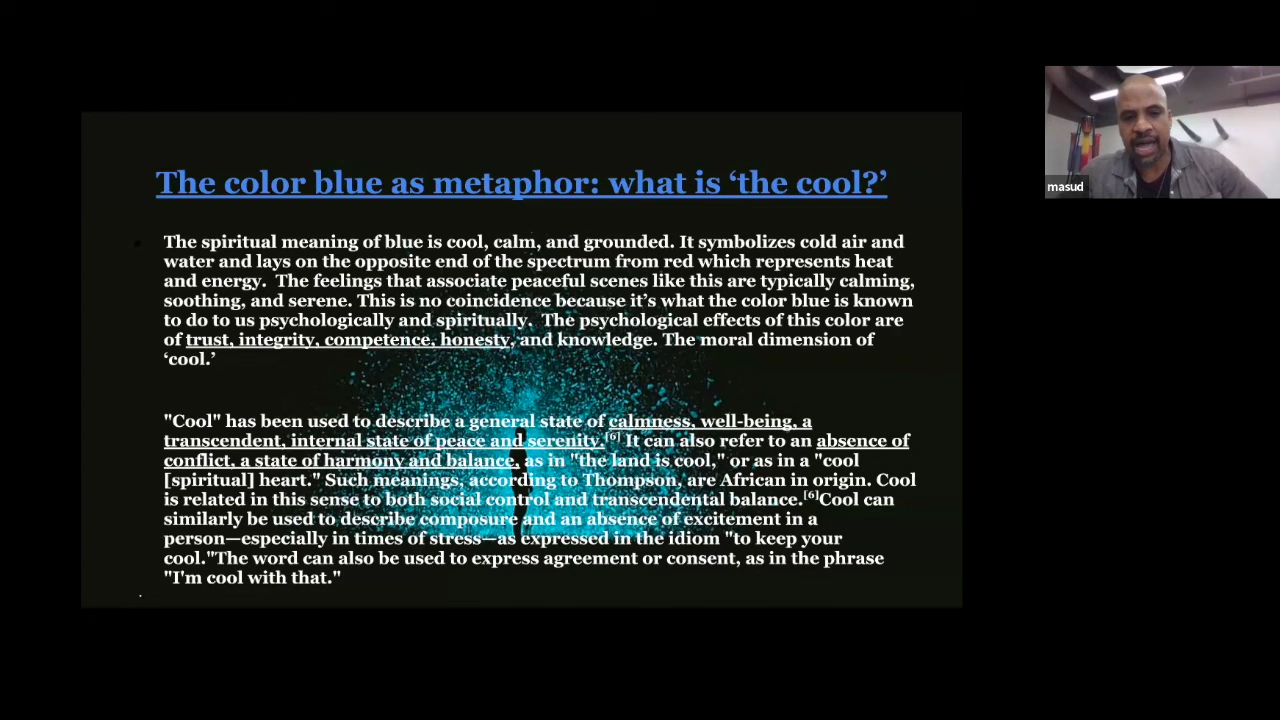 The color blue as metaphor: what is ‘the cool?’
The spiritual meaning of blue is cool, calm, and grounded. It symbolizes cold air and
water and lays on the opposite end of the spectrum from red which represents heat
and energy.  The feelings that associate peaceful scenes like this are typically calming,
soothing, and serene. This is no coincidence because it’s what the color blue is known
to do to us psychologically and spiritually.  The psychological effects of this color are
of trust, integrity, competence, honesty, and knowledge. The moral dimension of
‘cool.’
"Cool" has been used to describe a general state of calmness, well-being, a
transcendent, internal state of peace and serenity.[6] It can also refer to an absence of
conflict, a state of harmony and balance, as in "the land is cool," or as in a "cool
[spiritual] heart." Such meanings, according to Thompson, are African in origin. Cool
is related in this sense to both social control and transcendental balance.[6]Cool can
similarly be used to describe composure and an absence of excitement in a
person—especially in times of stress—as expressed in the idiom "to keep your
cool."The word can also be used to express agreement or consent, as in the phrase
"I'm cool with that."
masud